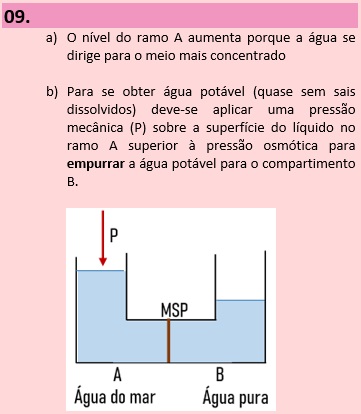 09.
a) O nível do ramo A aumenta porque a água se
dirige para o meio mais concentrado
b) Para se obter água potável (quase sem sais
dissolvidos) deve-se aplicar uma pressão
mecânica (P) sobre a superfície do líquido no
ramo A superior à pressão osmótica para
empurrar a água potável para o compartimento
B.
P
MSP
A B
Água do mar Água pura